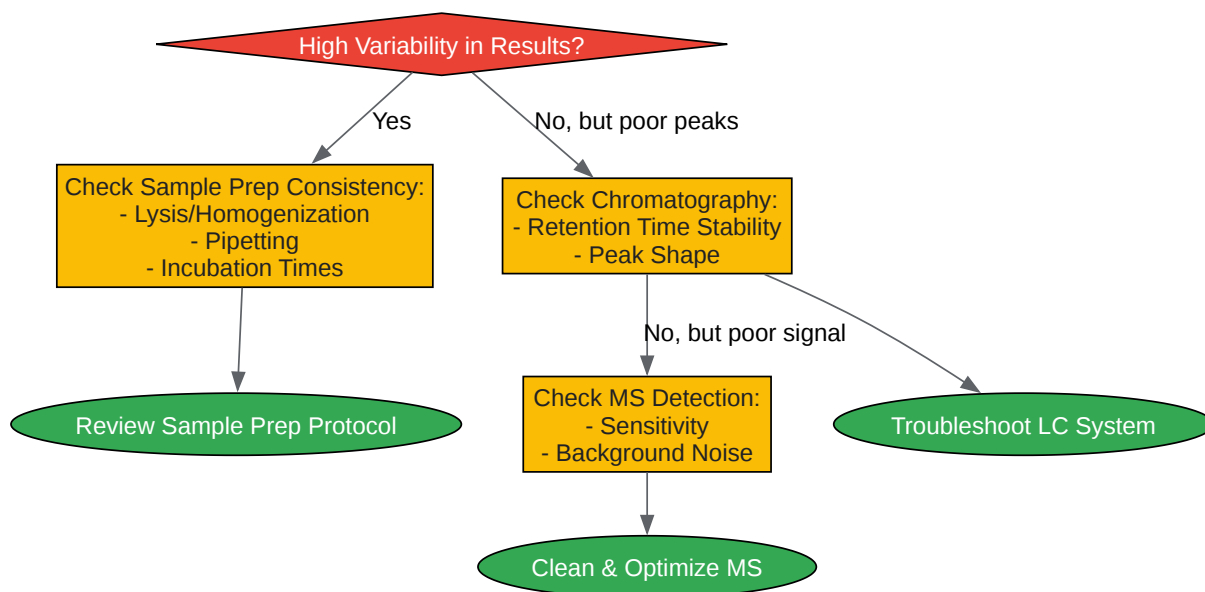 High Variability in Results?
Yes
No, but poor peaks
Check Sample Prep Consistency:
- Lysis/Homogenization
- Pipetting
- Incubation Times
Check Chromatography:
- Retention Time Stability
- Peak Shape
No, but poor signal
Check MS Detection:
- Sensitivity
- Background Noise
Review Sample Prep Protocol
Troubleshoot LC System
Clean & Optimize MS